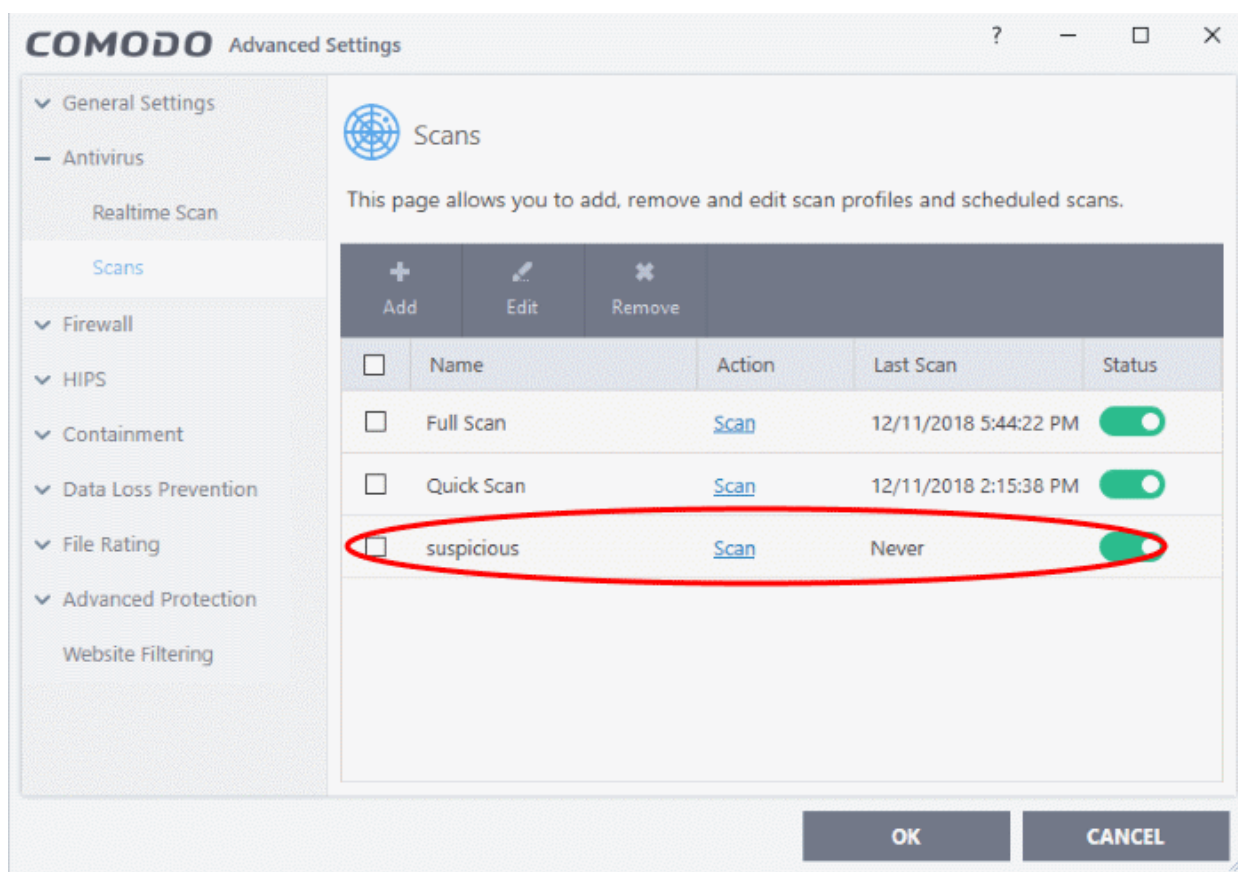 COMODO Advanced Settings
General Settings
Antivirus
Realtime Scan
Scans
Firewall
HIPS
Containment
Data Loss Prevention
File Rating
Advanced Protection
Website Filtering
Scans
This page allows you to add, remove and edit scan profiles and scheduled scans.
Add Edit Remove
Name Action Last Scan Status
Full Scan Scan 12/11/2018 5:44:22 PM
Quick Scan Scan 12/11/2018 2:15:38 PM
suspicious Scan Never
OK CANCEL